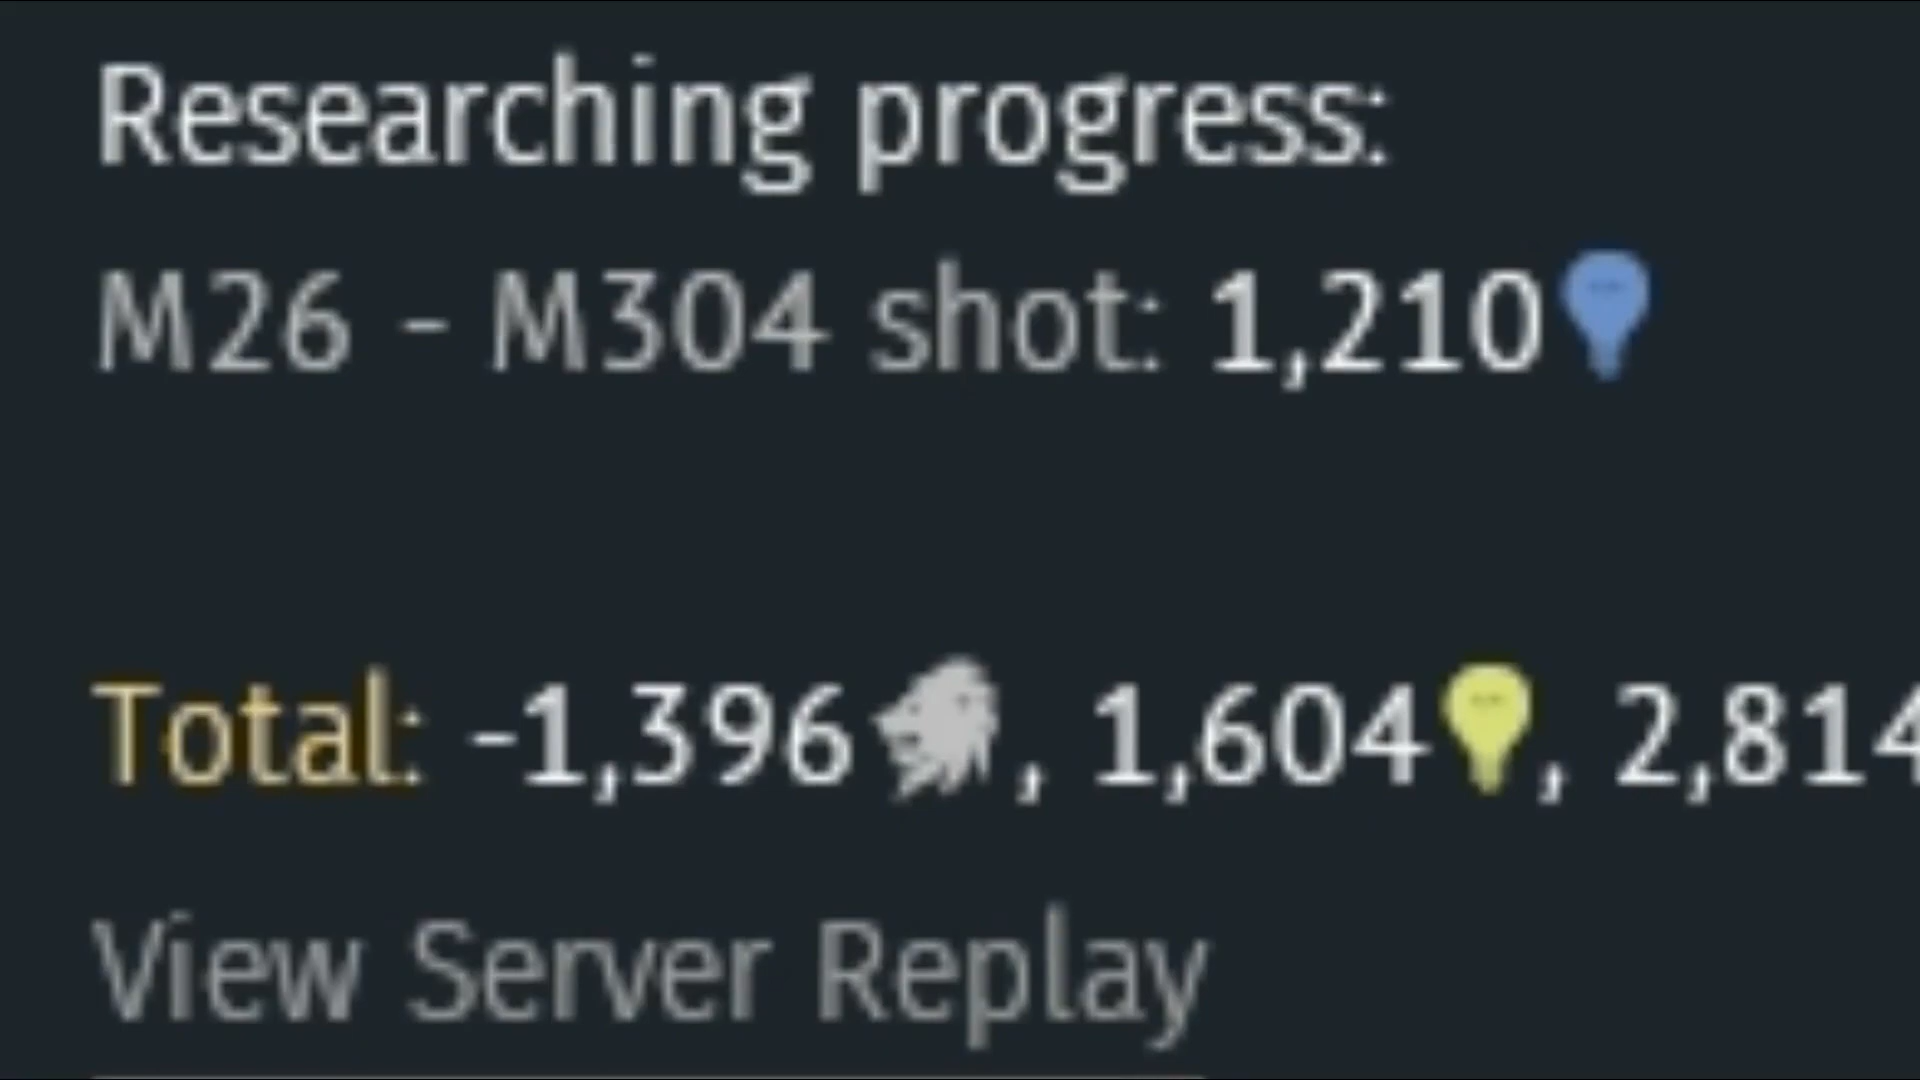 Researching progress:
M26 - M304 shot: 1,210
Total: -1,396, 1,604, 2,814
View Server Replay